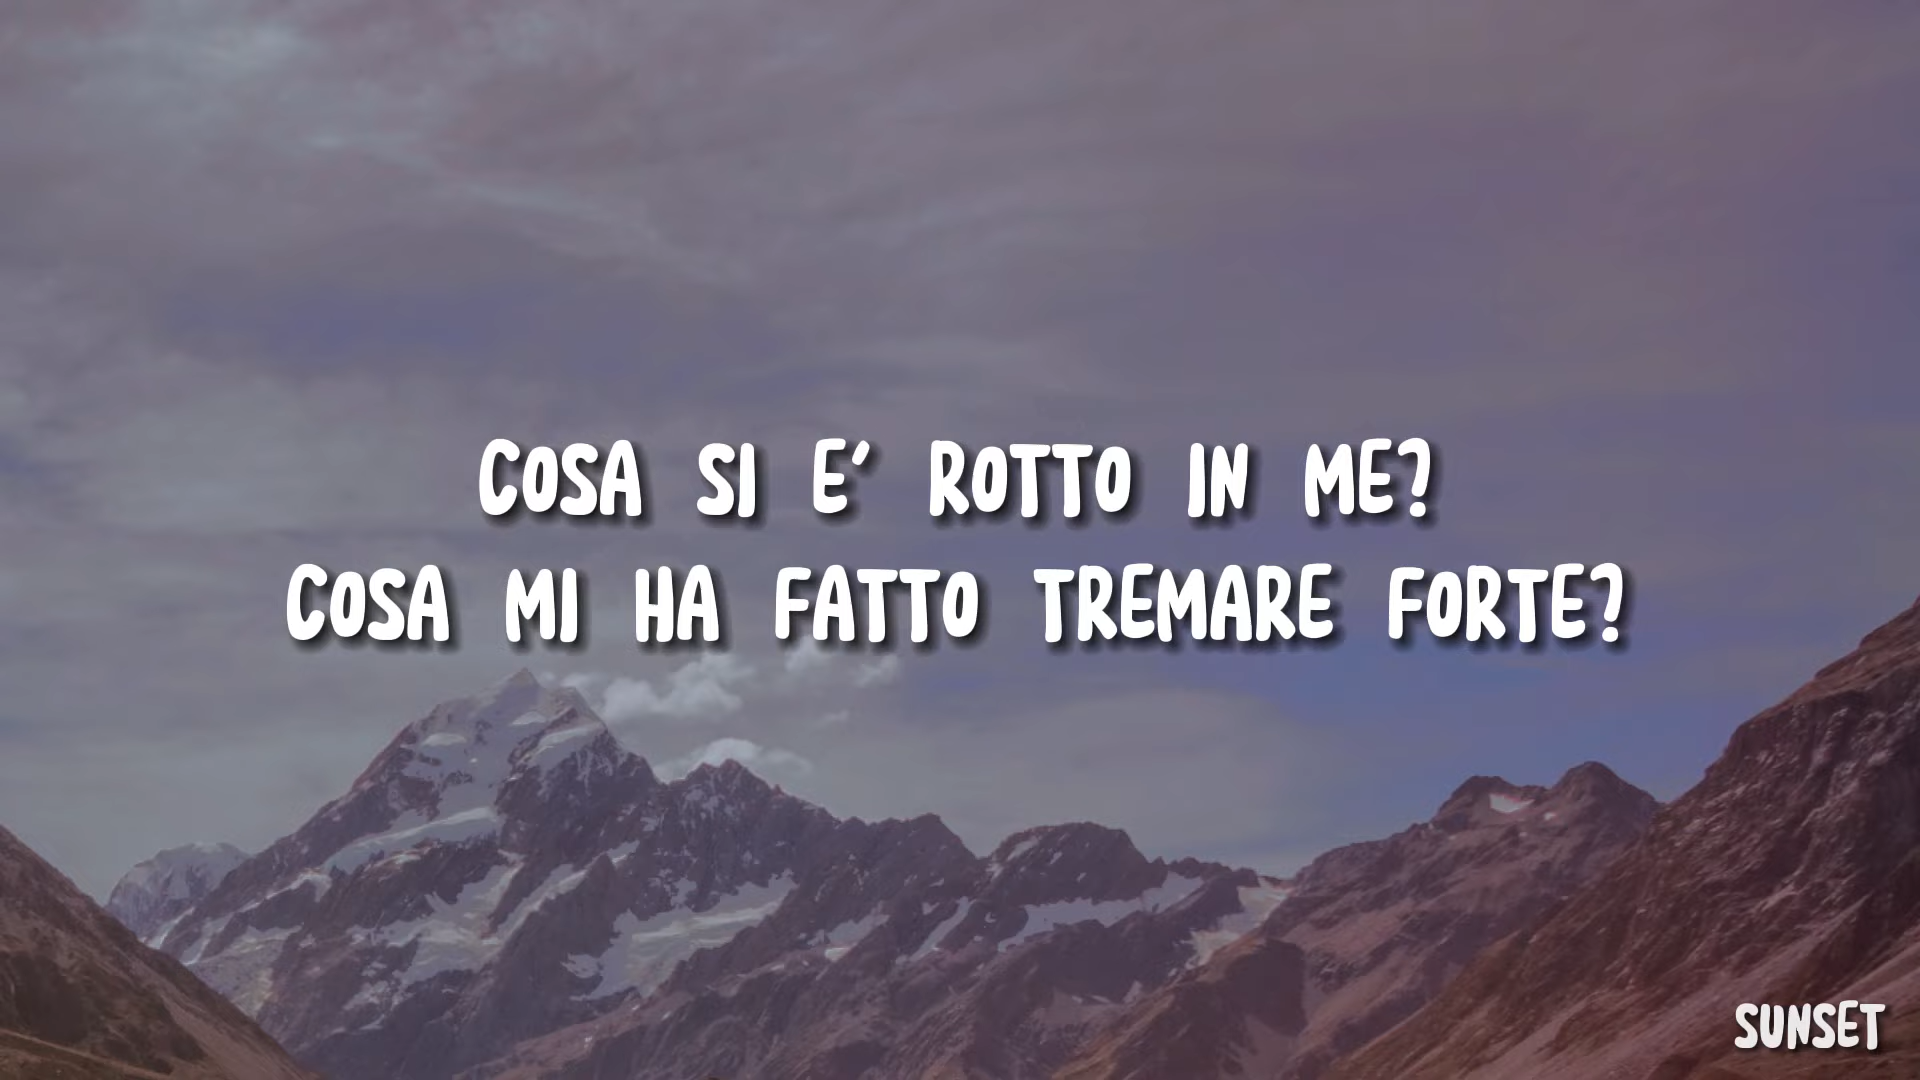 COSA SI E' ROTTO IN ME?
COSA MI HA FATTO TREMARE FORTE?
SUNSET